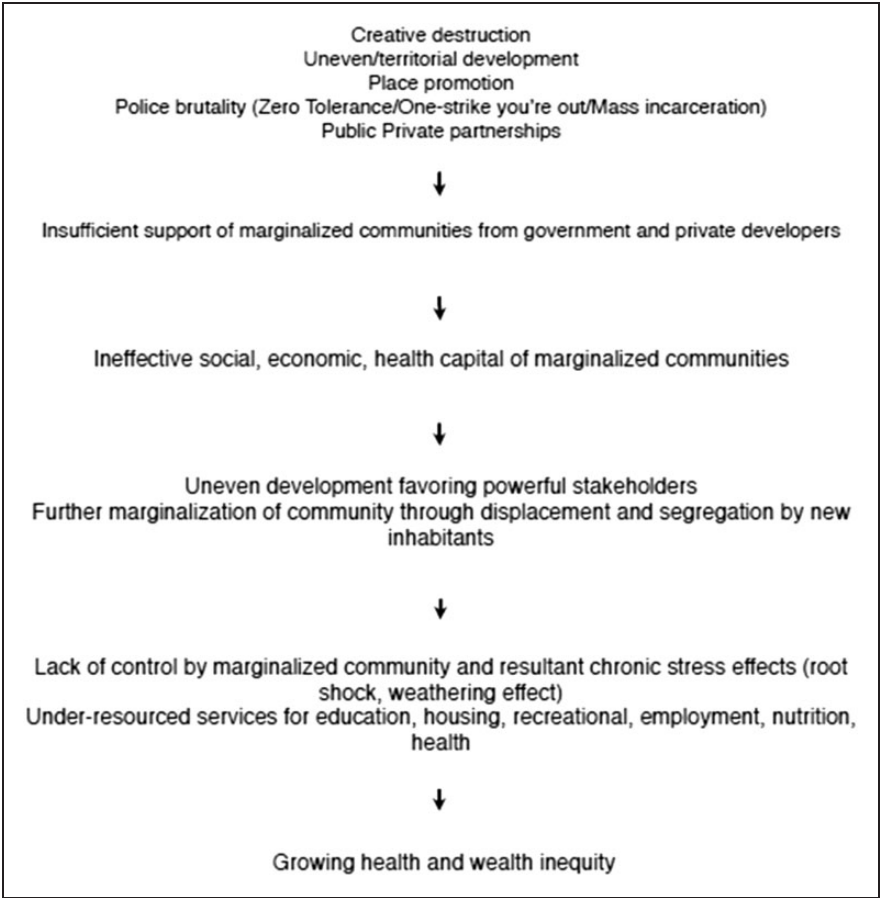 Creative destruction
Uneven/territorial development
Place promotion
Police brutality (Zero Tolerance/One-strike you're out/Mass incarceration)
Public Private partnerships
Insufficient support of marginalized communities from government and private developers
Ineffective social, economic, health capital of marginalized communities
Uneven development favoring powerful stakeholders
Further marginalization of community through displacement and segregation by new
inhabitants
Lack of control by marginalized community and resultant chronic stress effects (root
shock, weathering effect)
Under-resourced services for education, housing, recreational, employment, nutrition,
health
Growing health and wealth inequity